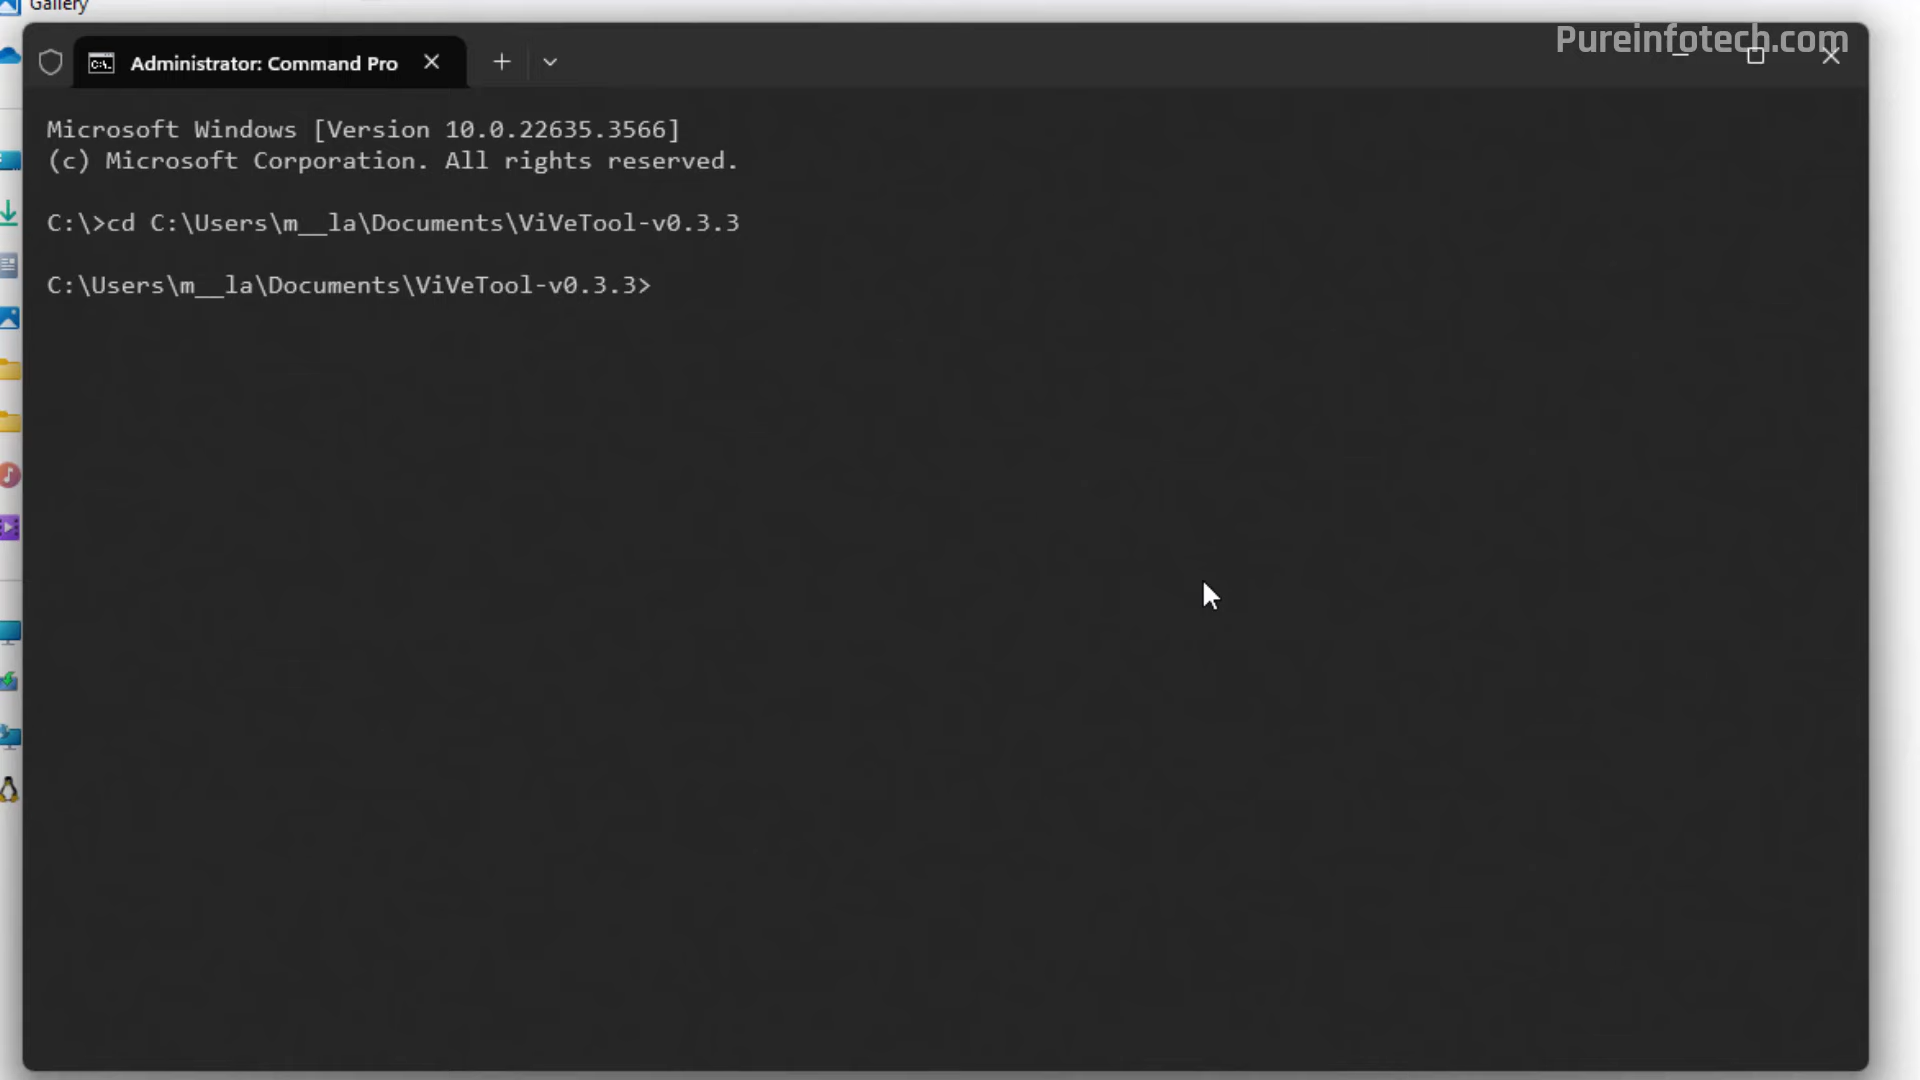 Gallery
Pureinfotech.com
Administrator: Command Pro
Microsoft Windows [Version 10.0.22635.3566]
(c) Microsoft Corporation. All rights reserved.
C:\>cd C:\Users\m__la\Documents\ViVeTool-v0.3.3
C:\Users\m__la\Documents\ViVeTool-v0.3.3>